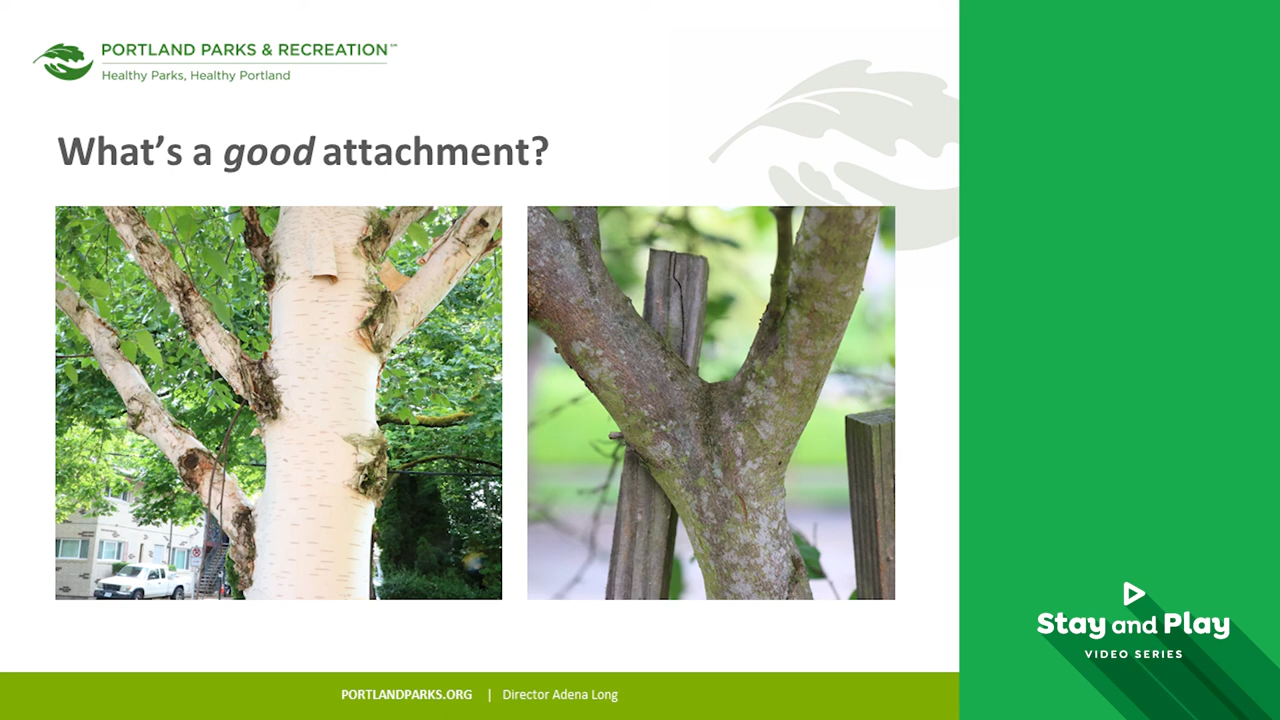 PORTLAND PARKS & RECREATION℠
Healthy Parks, Healthy Portland
What's a good attachment?
Stay and Play
VIDEO SERIES
PORTLANDPARKS.ORG | Director Adena Long